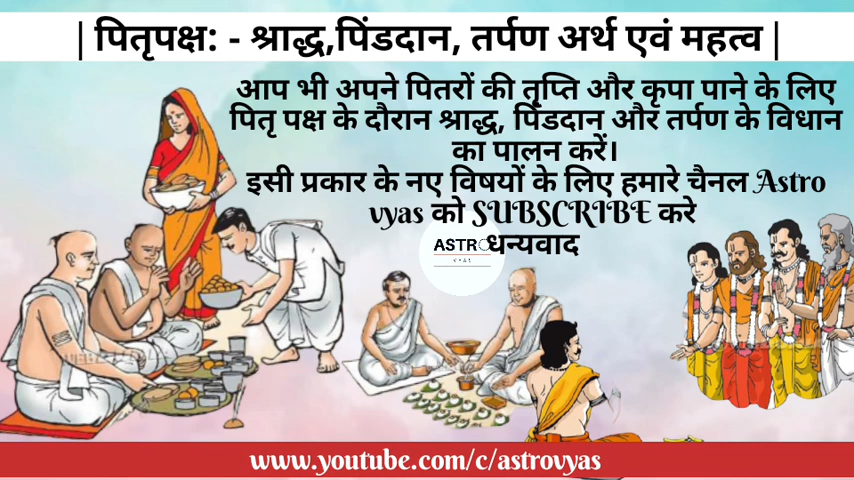 | पितृपक्ष: - श्राद्ध,पिंडदान, तर्पण अर्थ एवं महत्व |
आप भी अपने पितरों की तृप्ति और कृपा पाने के लिए
पितृ पक्ष के दौरान श्राद्ध, पिंडदान और तर्पण के विधान
का पालन करें।
इसी प्रकार के नए विषयों के लिए हमारे चैनल Astro
vyas को SUBSCRIBE करे
धन्यवाद
ASTRO
www.youtube.com/c/astrovyas